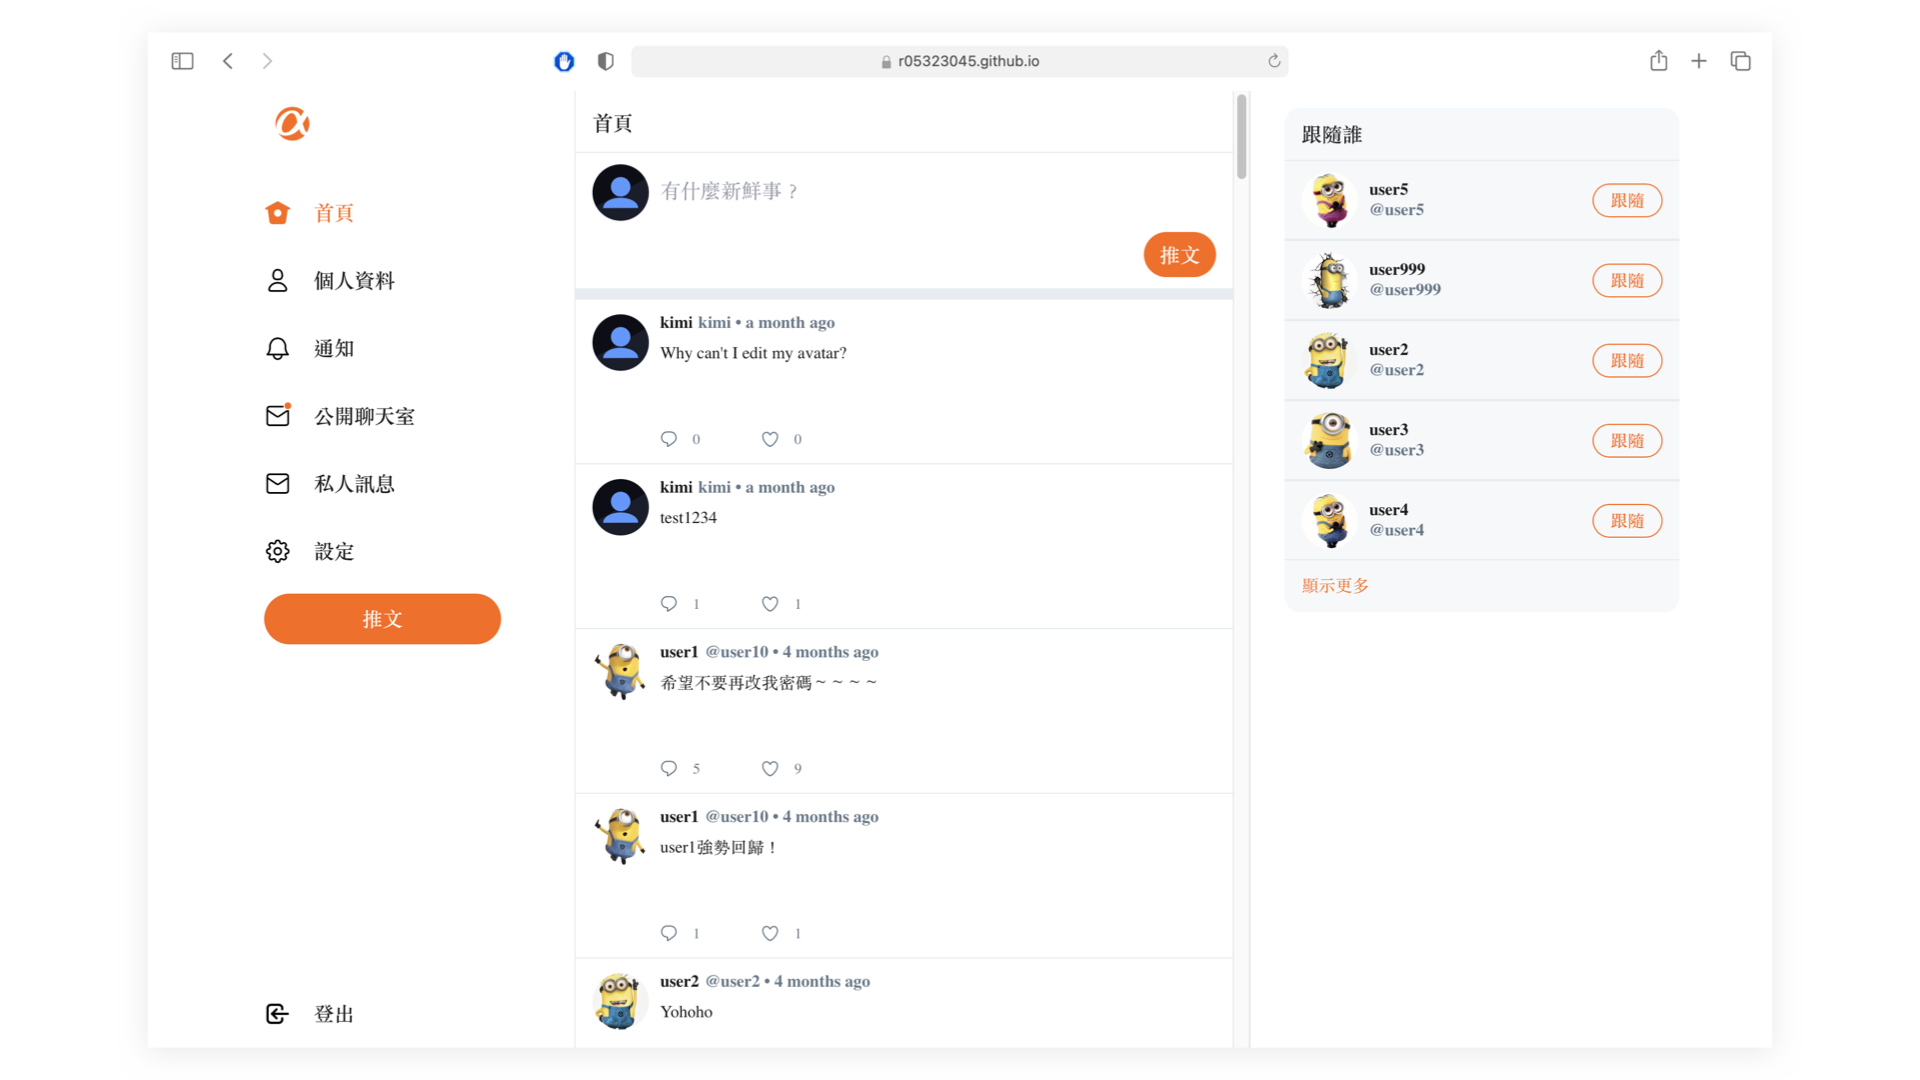 r05323045.github.io
首頁
個人資料
通知
公開聊天室
私人訊息
設定
推文
登出
首頁
有什麼新鮮事？
推文
kimi kimi • a month ago
Why can't I edit my avatar?
0 0
kimi kimi • a month ago
test1234
1 1
user1 @user10 • 4 months ago
希望不要再改我密碼～～～～
5 9
user1 @user10 • 4 months ago
user1強勢回歸！
1 1
user2 @user2 • 4 months ago
Yohoho
跟隨誰
user5
@user5
跟隨
user999
@user999
跟隨
user2
@user2
跟隨
user3
@user3
跟隨
user4
@user4
跟隨
顯示更多